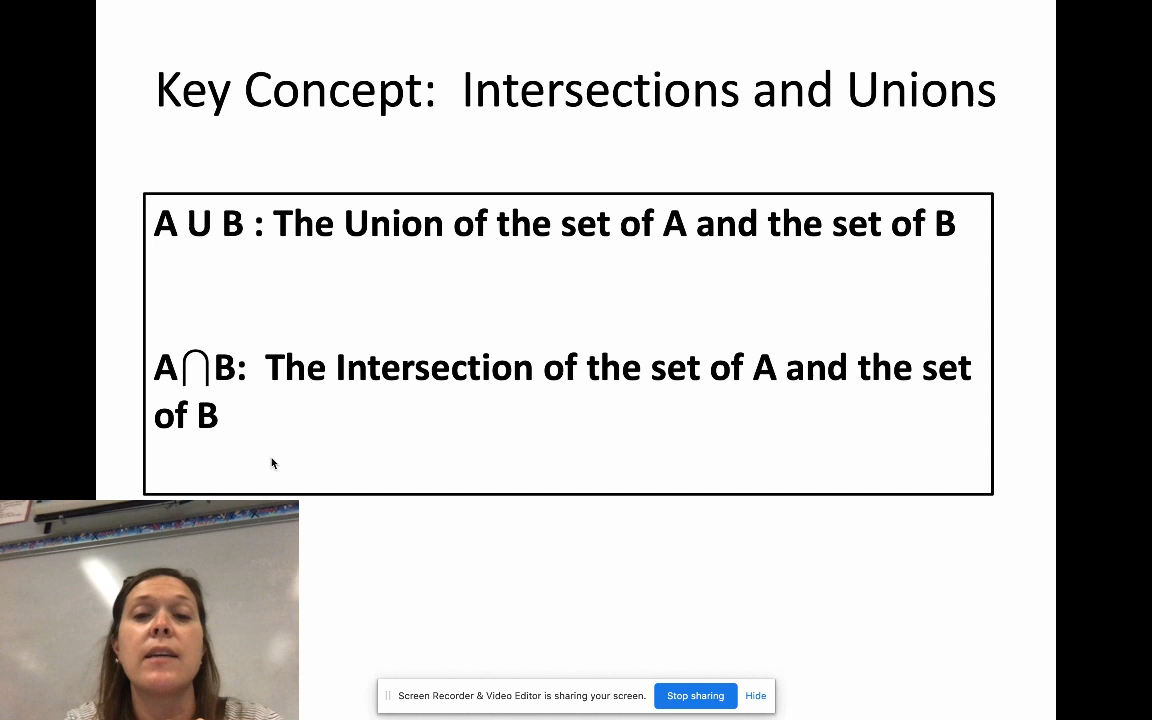 Key Concept:  Intersections and Unions
A U B : The Union of the set of A and the set of B
A⋂B:  The Intersection of the set of A and the set
of B
Screen Recorder & Video Editor is sharing your screen. Stop sharing Hide